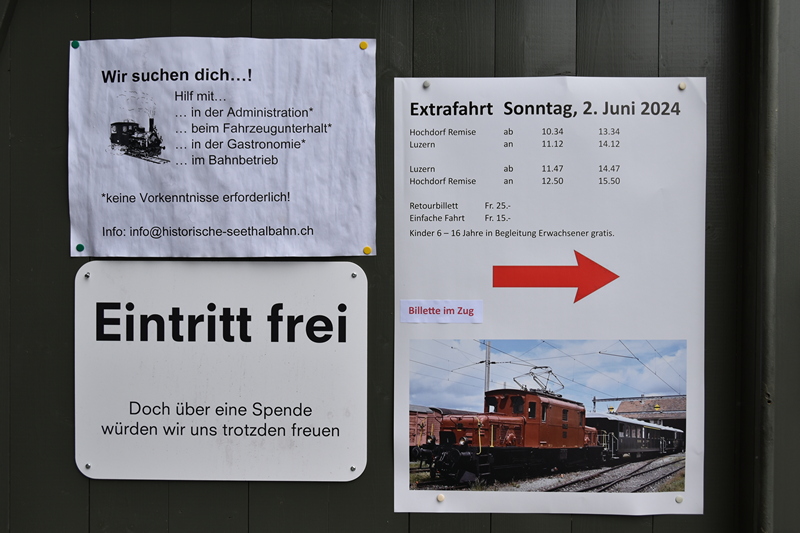 Wir suchen dich…!
Hilf mit…
… in der Administration*
… beim Fahrzeugunterhalt*
… in der Gastronomie*
… im Bahnbetrieb
*keine Vorkenntnisse erforderlich!
Info: info@historische-seethalbahn.ch
Eintritt frei
Doch über eine Spende
würden wir uns trotzden freuen
Extrafahrt Sonntag, 2. Juni 2024
Hochdorf Remise ab 10.34 13.34
Luzern an 11.12 14.12
Luzern ab 11.47 14.47
Hochdorf Remise an 12.50 15.50
Retourbillett Fr. 25.-
Einfache Fahrt Fr. 15.-
Kinder 6 – 16 Jahre in Begleitung Erwachsener gratis.
Billete im Zug